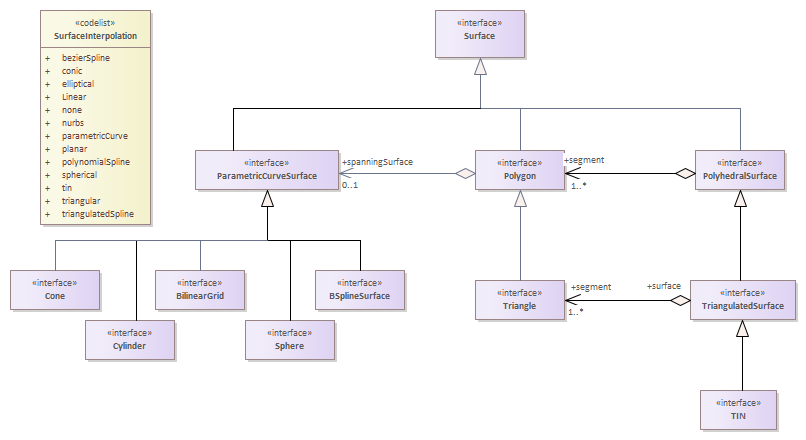 «codelist»
SurfaceInterpolation
+ bezierSpline
+ conic
+ elliptical
+ Linear
+ none
+ nurbs
+ parametricCurve
+ planar
+ polynomialSpline
+ spherical
+ tin
+ triangular
+ triangulatedSpline
«interface»
Surface
«interface»
ParametricCurveSurface
+spanningSurface
0..1
«interface»
Polygon
+segment
1..*
«interface»
PolyhedralSurface
«interface»
Cone
«interface»
BilinearGrid
«interface»
BSplineSurface
«interface»
Triangle
+segment
1..*
+surface
«interface»
TriangulatedSurface
«interface»
Cylinder
«interface»
Sphere
«interface»
TIN